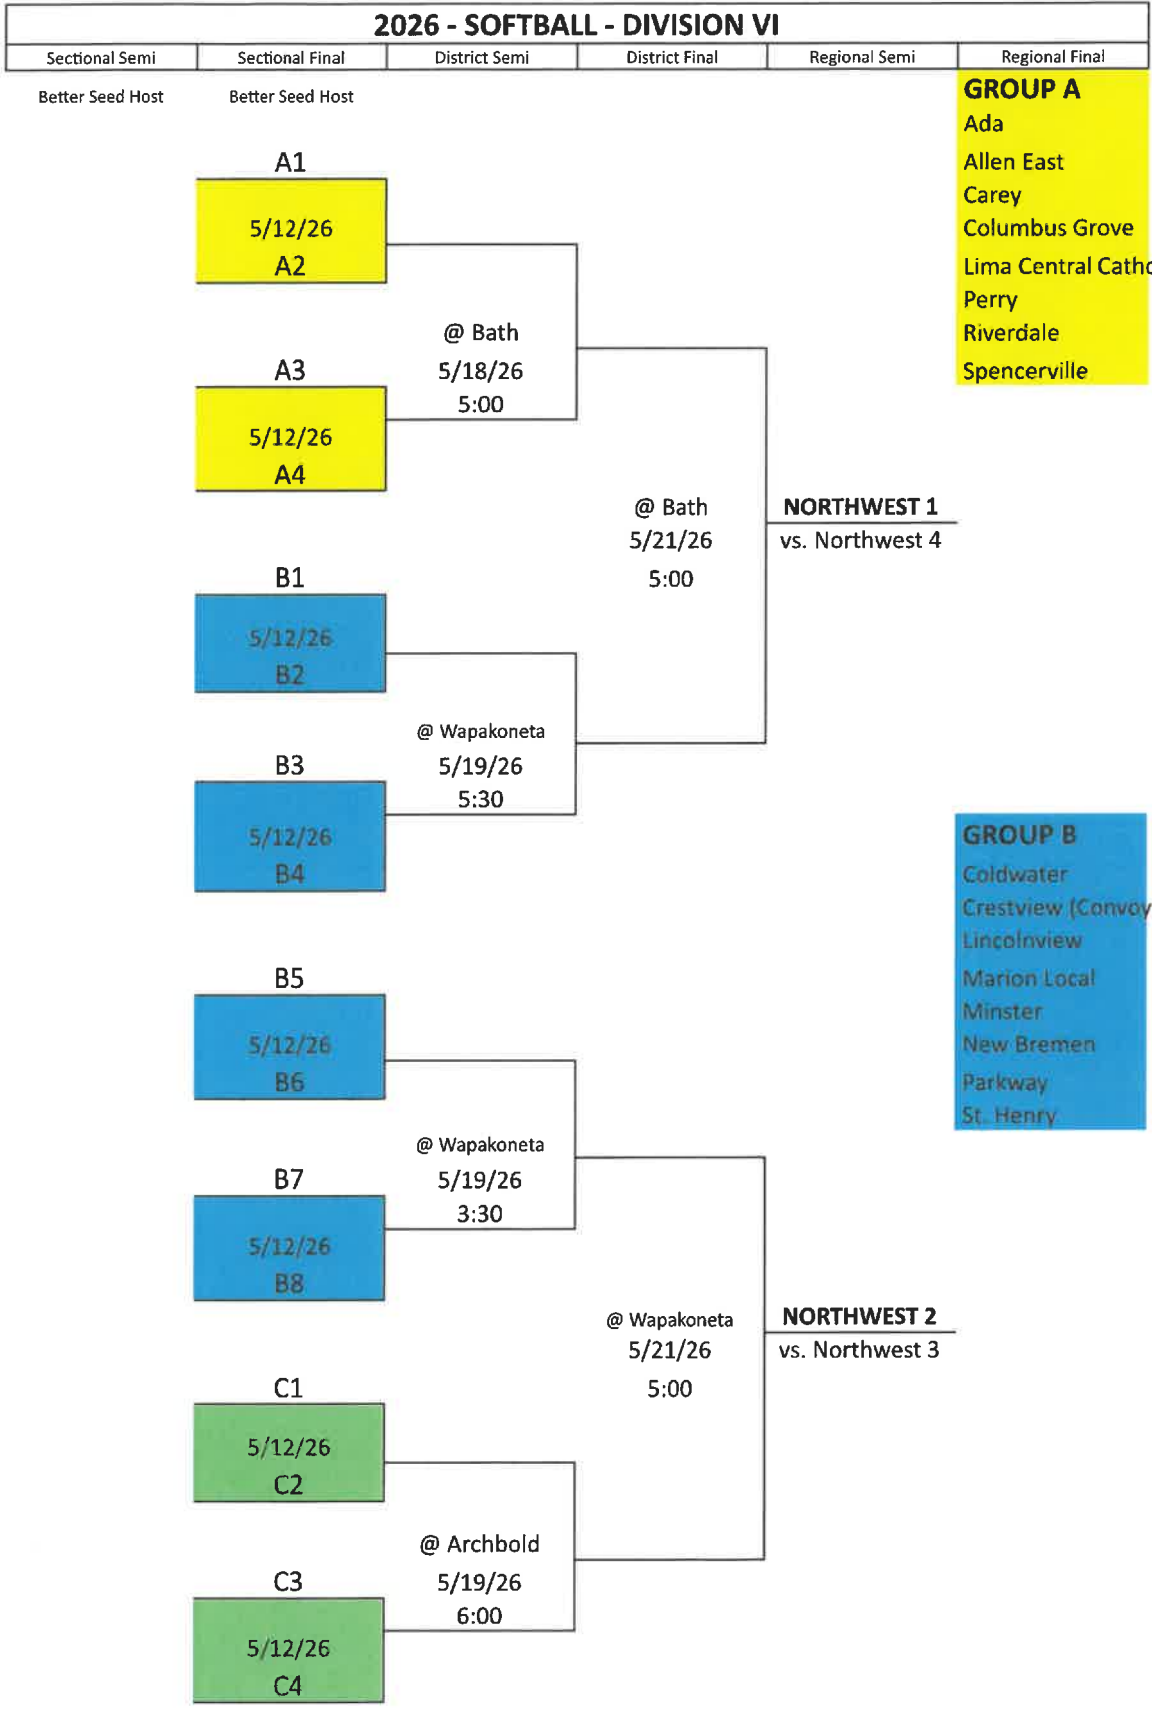 2026 - SOFTBALL - DIVISION VI
Sectional Semi
Sectional Final
District Semi
District Final
Regional Semi
Regional Final
Better Seed Host
Better Seed Host
GROUP A
Ada
Allen East
Carey
Columbus Grove
Lima Central Catho
Perry
Riverdale
Spencerville
A1
5/12/26
A2
@ Bath
5/18/26
5:00
A3
5/12/26
A4
@ Bath
5/21/26
5:00
NORTHWEST 1
vs. Northwest 4
B1
5/12/26
B2
@ Wapakoneta
5/19/26
5:30
B3
5/12/26
B4
GROUP B
Coldwater
Crestview (Convoy
Lincolnview
Marion Local
Minster
New Bremen
Parkway
St. Henry
B5
5/12/26
B6
@ Wapakoneta
5/19/26
3:30
B7
5/12/26
B8
@ Wapakoneta
5/21/26
5:00
NORTHWEST 2
vs. Northwest 3
C1
5/12/26
C2
@ Archbold
5/19/26
6:00
C3
5/12/26
C4